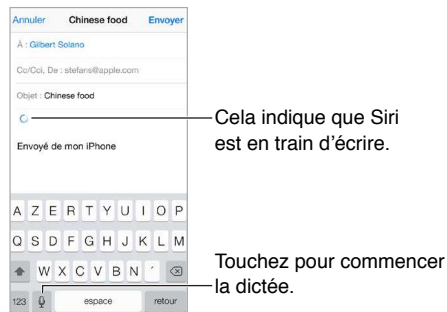 Annuler Chinese food Envoyer
À : Gilbert Solano
Cc/Cci, De : stefans@apple.com
Objet : Chinese food
Cela indique que Siri
est en train d'écrire.
Envoyé de mon iPhone
A Z E R T Y U I O P
Q S D F G H J K L M
W X C V B N ´
Touchez pour commencer
la dictée.
123 espace retour